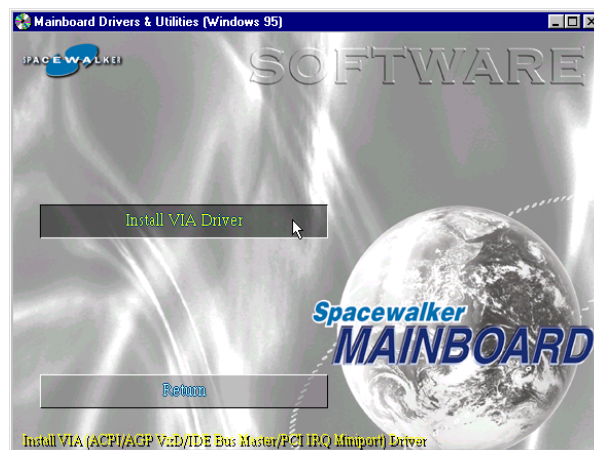 Mainboard Drivers & Utilities (Windows 95)
SPACEWALKER
SOFTWARE
Install VIA Driver
Spacewalker
MAINBOARD
Return
Install VIA (ACPI/AGP VxD/IDE Bus Master/PCI IRQ Miniport) Driver